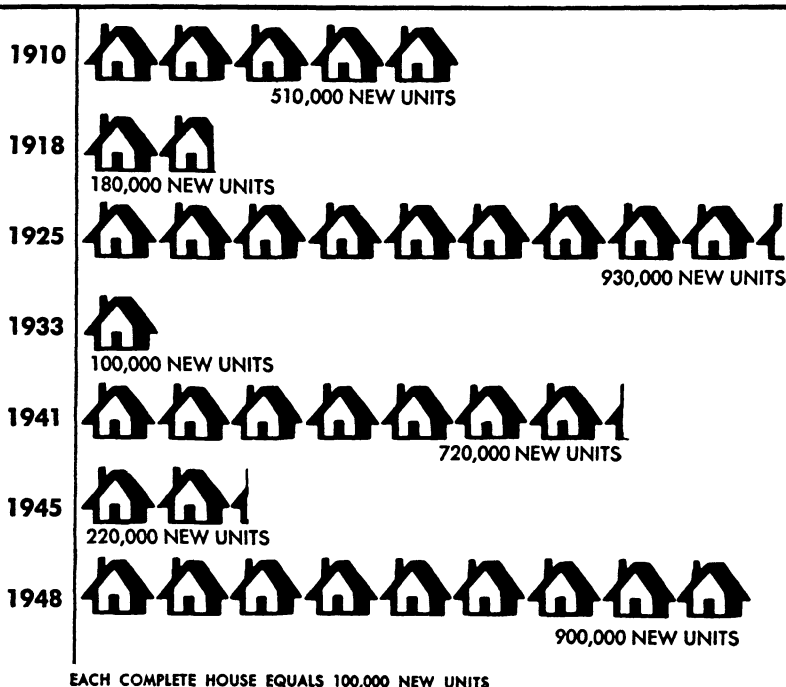 1910
510,000 NEW UNITS
1918
180,000 NEW UNITS
1925
930,000 NEW UNITS
1933
100,000 NEW UNITS
1941
720,000 NEW UNITS
1945
220,000 NEW UNITS
1948
900,000 NEW UNITS
EACH COMPLETE HOUSE EQUALS 100,000 NEW UNITS